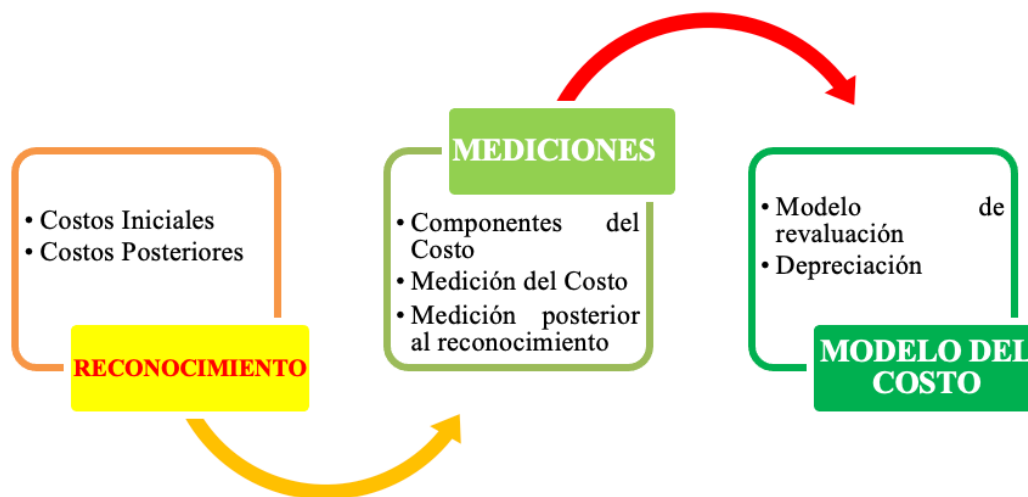 • Costos Iniciales
• Costos Posteriores
RECONOCIMIENTO
MEDICIONES
• Componentes del
Costo
• Medición del Costo
• Medición posterior
al reconocimiento
• Modelo de
revaluación
• Depreciación
MODELO DEL
COSTO